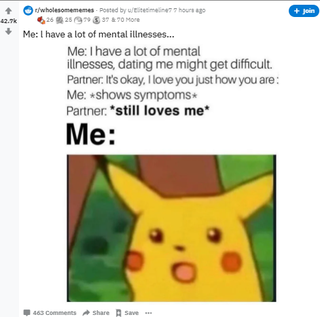 r/wholesomememes · Posted by u/Elitetimeline7 7 hours ago
Join
42.7k
26 25 79 37 & 70 More
Me: I have a lot of mental illnesses...
Me: I have a lot of mental
illnesses, dating me might get difficult.
Partner: It's okay, I love you just how you are :
Me: *shows symptoms*
Partner: *still loves me*
Me:
463 Comments Share Save ...